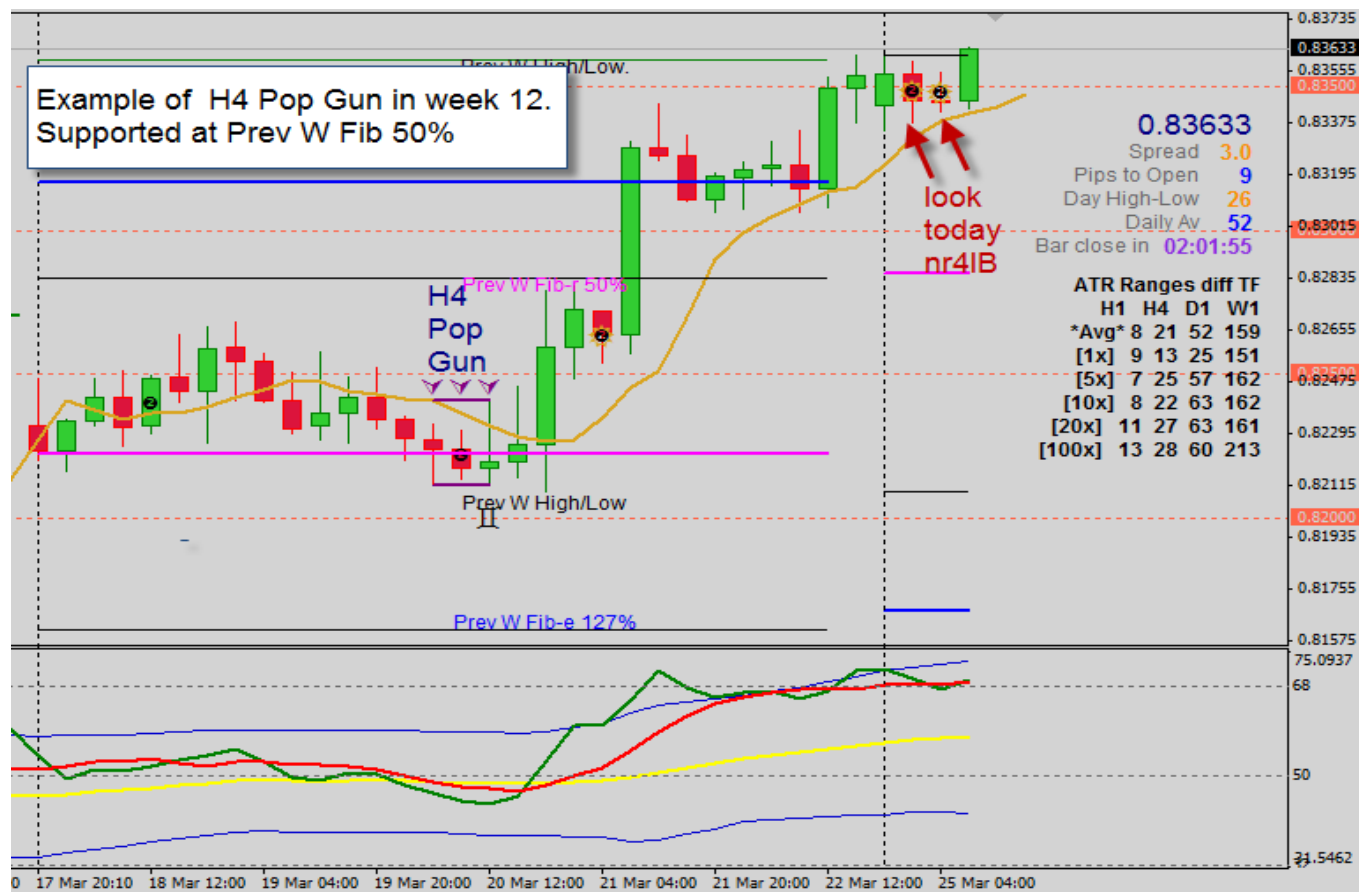 0.83735
0.83633
0.83555
0.83500
0.83375
0.83195
0.83015
0.82835
0.82655
0.82475
0.82295
0.82115
0.82000
0.81935
0.81755
0.81575
Example of H4 Pop Gun in week 12.
Supported at Prev W Fib 50%
Prev W High/Low.
0.83633
Spread 3.0
Pips to Open 9
Day High-Low 26
Daily Av 52
Bar close in 02:01:55
look
today
nr4IB
ATR Ranges diff TF
H1 H4 D1 W1
*Avg* 8 21 52 159
[1x] 9 13 25 151
[5x] 7 25 57 162
[10x] 8 22 63 162
[20x] 11 27 63 161
[100x] 13 28 60 213
Prev W Fib-r 50%
H4
Pop
Gun
Prev W High/Low
Prev W Fib-e 127%
75.0937
68
50
31.5462
17 Mar 20:10 18 Mar 12:00 19 Mar 04:00 19 Mar 20:00 20 Mar 12:00 21 Mar 04:00 21 Mar 20:00 22 Mar 12:00 25 Mar 04:00